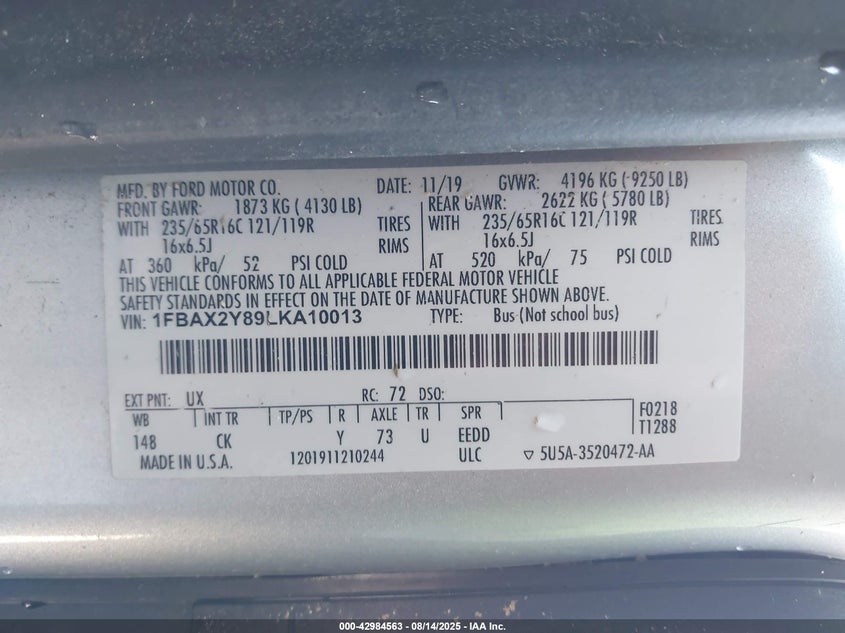 MFD. BY FORD MOTOR CO. DATE: 11/19 GVWR: 4196 KG ( 9250 LB)
FRONT GAWR: 1873 KG ( 4130 LB) REAR GAWR: 2622 KG ( 5780 LB)
WITH 235/65R16C 121/119R TIRES WITH 235/65R16C 121/119R TIRES
16x6.5J RIMS 16x6.5J RIMS
AT 360 kPa/ 52 PSI COLD AT 520 kPa/ 75 PSI COLD
THIS VEHICLE CONFORMS TO ALL APPLICABLE FEDERAL MOTOR VEHICLE
SAFETY STANDARDS IN EFFECT ON THE DATE OF MANUFACTURE SHOWN ABOVE.
VIN: 1FBAX2Y89LKA10013 TYPE: Bus (Not school bus)
EXT PNT: UX RC: 72 DSO:
WB INT TR TP/PS R AXLE TR SPR F0218
148 CK Y 73 U EEDD T1288
MADE IN U.S.A. 1201911210244 ULC 5U5A-3520472-AA
000-42984563 - 08/14/2025 - IAA Inc.